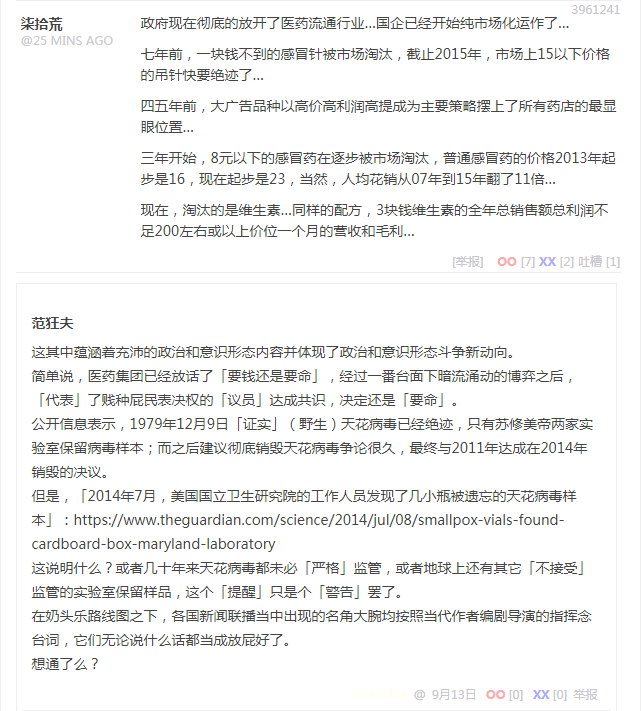 3961241
柒拾荒
@25 MINS AGO
政府现在彻底的放开了医药流通行业...国企已经开始纯市场化运作了...
七年前，一块钱不到的感冒针被市场淘汰，截止2015年，市场上15以下价格
的吊针快要绝迹了...
四五年前，大广告品种以高价高利润高提成为主要策略摆上了所有药店的最显
眼位置...
三年开始，8元以下的感冒药在逐步被市场淘汰，普通感冒药的价格2013年起
步是16，现在起步是23，当然，人均花销从07年到15年翻了11倍...
现在，淘汰的是维生素...同样的配方，3块钱维生素的全年总销售额总利润不
足200左右或以上价位一个月的营收和毛利...
[举报] OO [7] XX [2] 吐槽 [1]
范狂夫
这其中蕴涵着充沛的政治和意识形态内容并体现了政治和意识形态斗争新动向。
简单说，医药集团已经放话了「要钱还是要命」，经过一番台面下暗流涌动的博弈之后，
「代表」了贱种屁民表决权的「议员」达成共识，决定还是「要命」。
公开信息表示，1979年12月9日「证实」（野生）天花病毒已经绝迹，只有苏修美帝两家实
验室保留病毒样本；而之后建议彻底销毁天花病毒争论很久，最终与2011年达成在2014年
销毁的决议。
但是，「2014年7月，美国国立卫生研究院的工作人员发现了几小瓶被遗忘的天花病毒样
本」：https://www.theguardian.com/science/2014/jul/08/smallpox-vials-found-
cardboard-box-maryland-laboratory
这说明什么？或者几十年来天花病毒都未必「严格」监管，或者地球上还有其它「不接受」
监管的实验室保留样品，这个「提醒」只是个「警告」罢了。
在奶头乐路线图之下，各国新闻联播当中出现的名角大腕均按照当代作者编剧导演的指挥念
台词，它们无论说什么话都当成放屁好了。
想通了么？
@ 9月13日 OO [0] XX [0] 举报